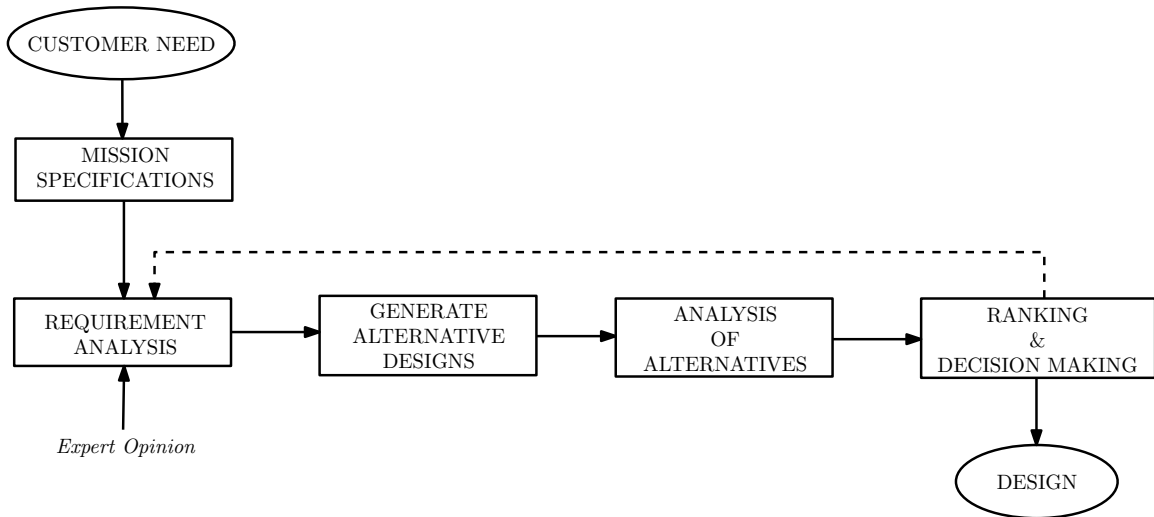 CUSTOMER NEED
MISSION
SPECIFICATIONS
REQUIREMENT
ANALYSIS
GENERATE
ALTERNATIVE
DESIGNS
ANALYSIS
OF
ALTERNATIVES
RANKING
&
DECISION MAKING
Expert Opinion
DESIGN